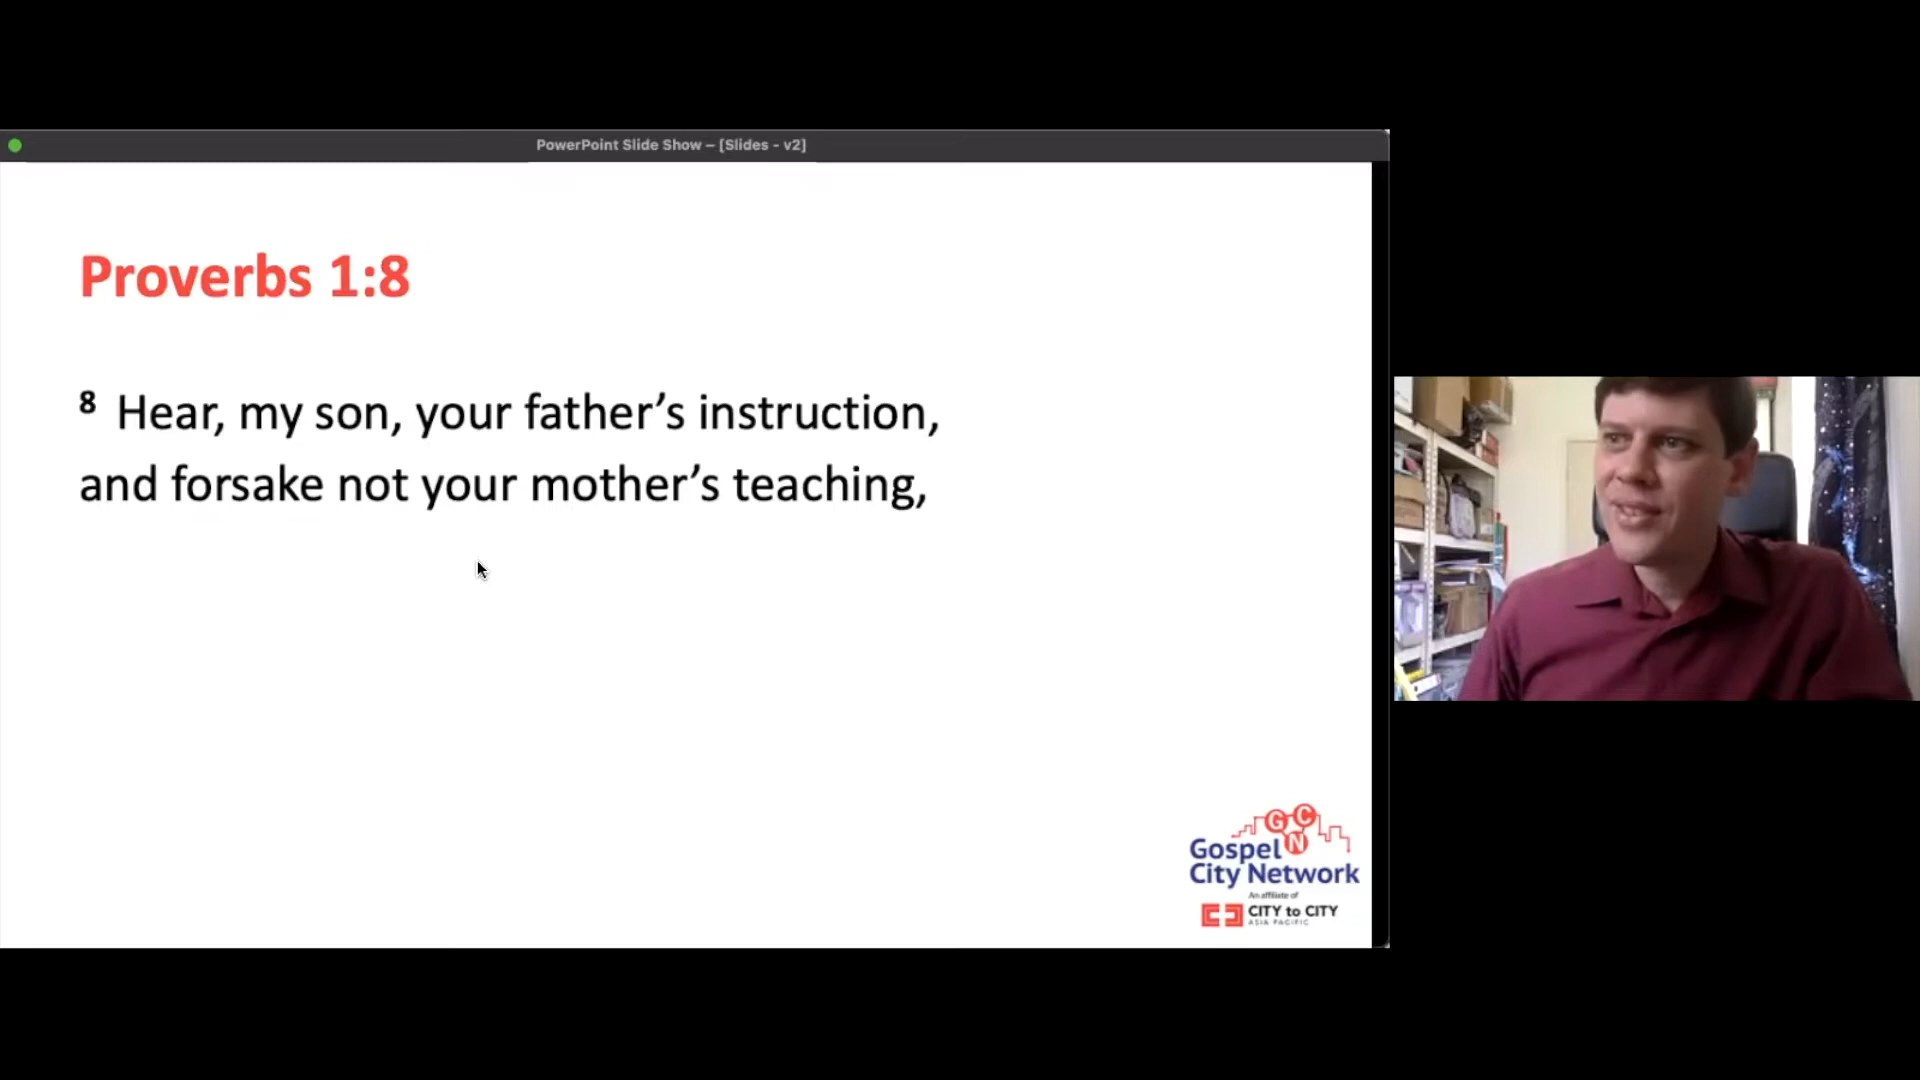 PowerPoint Slide Show – [Slides - v2]
Proverbs 1:8
8 Hear, my son, your father’s instruction,
and forsake not your mother’s teaching,
G C
N
Gospel
City Network
An affiliate of
CITY to CITY
ASIA PACIFIC